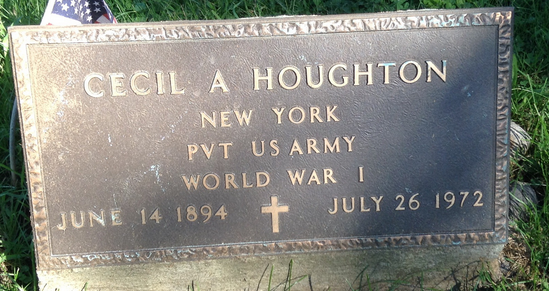 CECIL A HOUGHTON
NEW YORK
PVT US ARMY
WORLD WAR I
JUNE 14 1894 JULY 26 1972